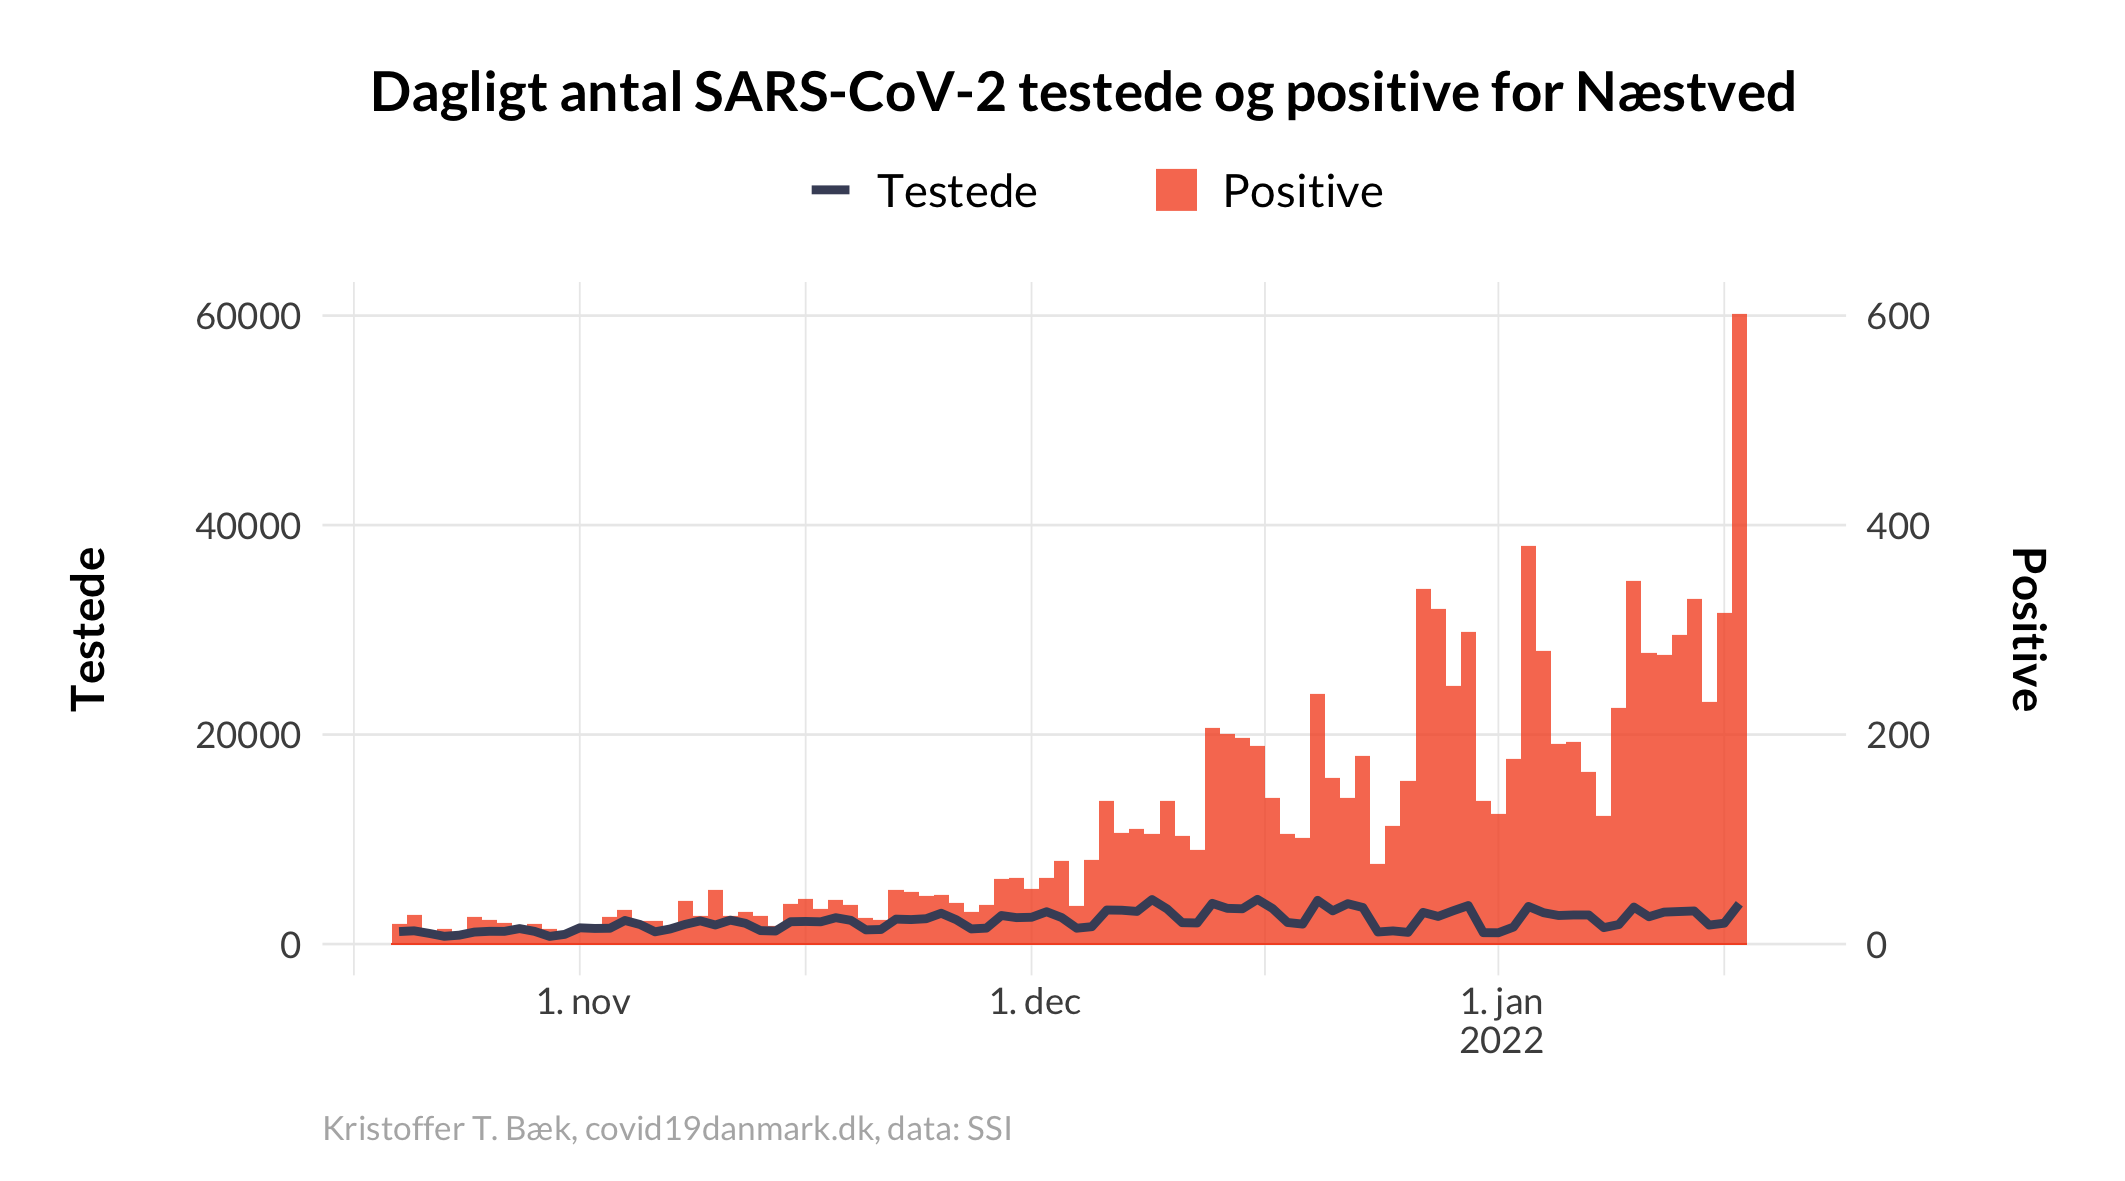 Dagligt antal SARS-CoV-2 testede og positive for Næstved
Testede
Positive
60000
40000
20000
0
600
400
200
0
Testede
Positive
1. nov
1. dec
1. jan
2022
Kristoffer T. Bæk, covid19danmark.dk, data: SSI